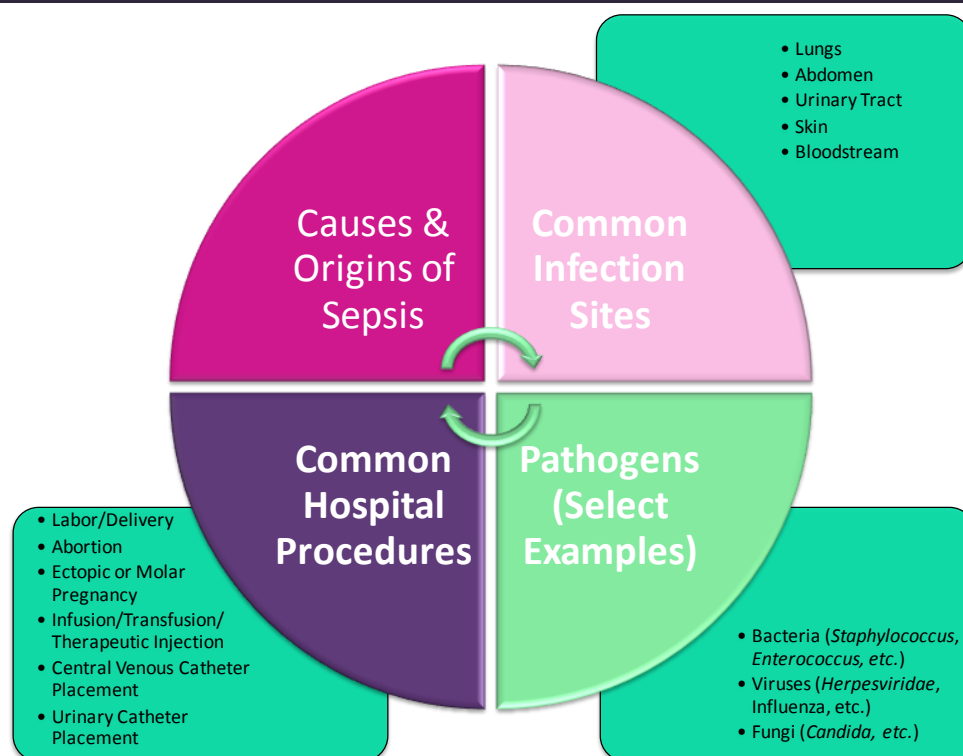 • Lungs
• Abdomen
• Urinary Tract
• Skin
• Bloodstream
Causes &
Origins of
Sepsis
Common
Infection
Sites
Common
Hospital
Procedures
Pathogens
(Select
Examples)
• Labor/Delivery
• Abortion
• Ectopic or Molar
Pregnancy
• Infusion/Transfusion/
Therapeutic Injection
• Central Venous Catheter
Placement
• Urinary Catheter
Placement
• Bacteria (Staphylococcus,
Enterococcus, etc.)
• Viruses (Herpesviridae,
Influenza, etc.)
• Fungi (Candida, etc.)